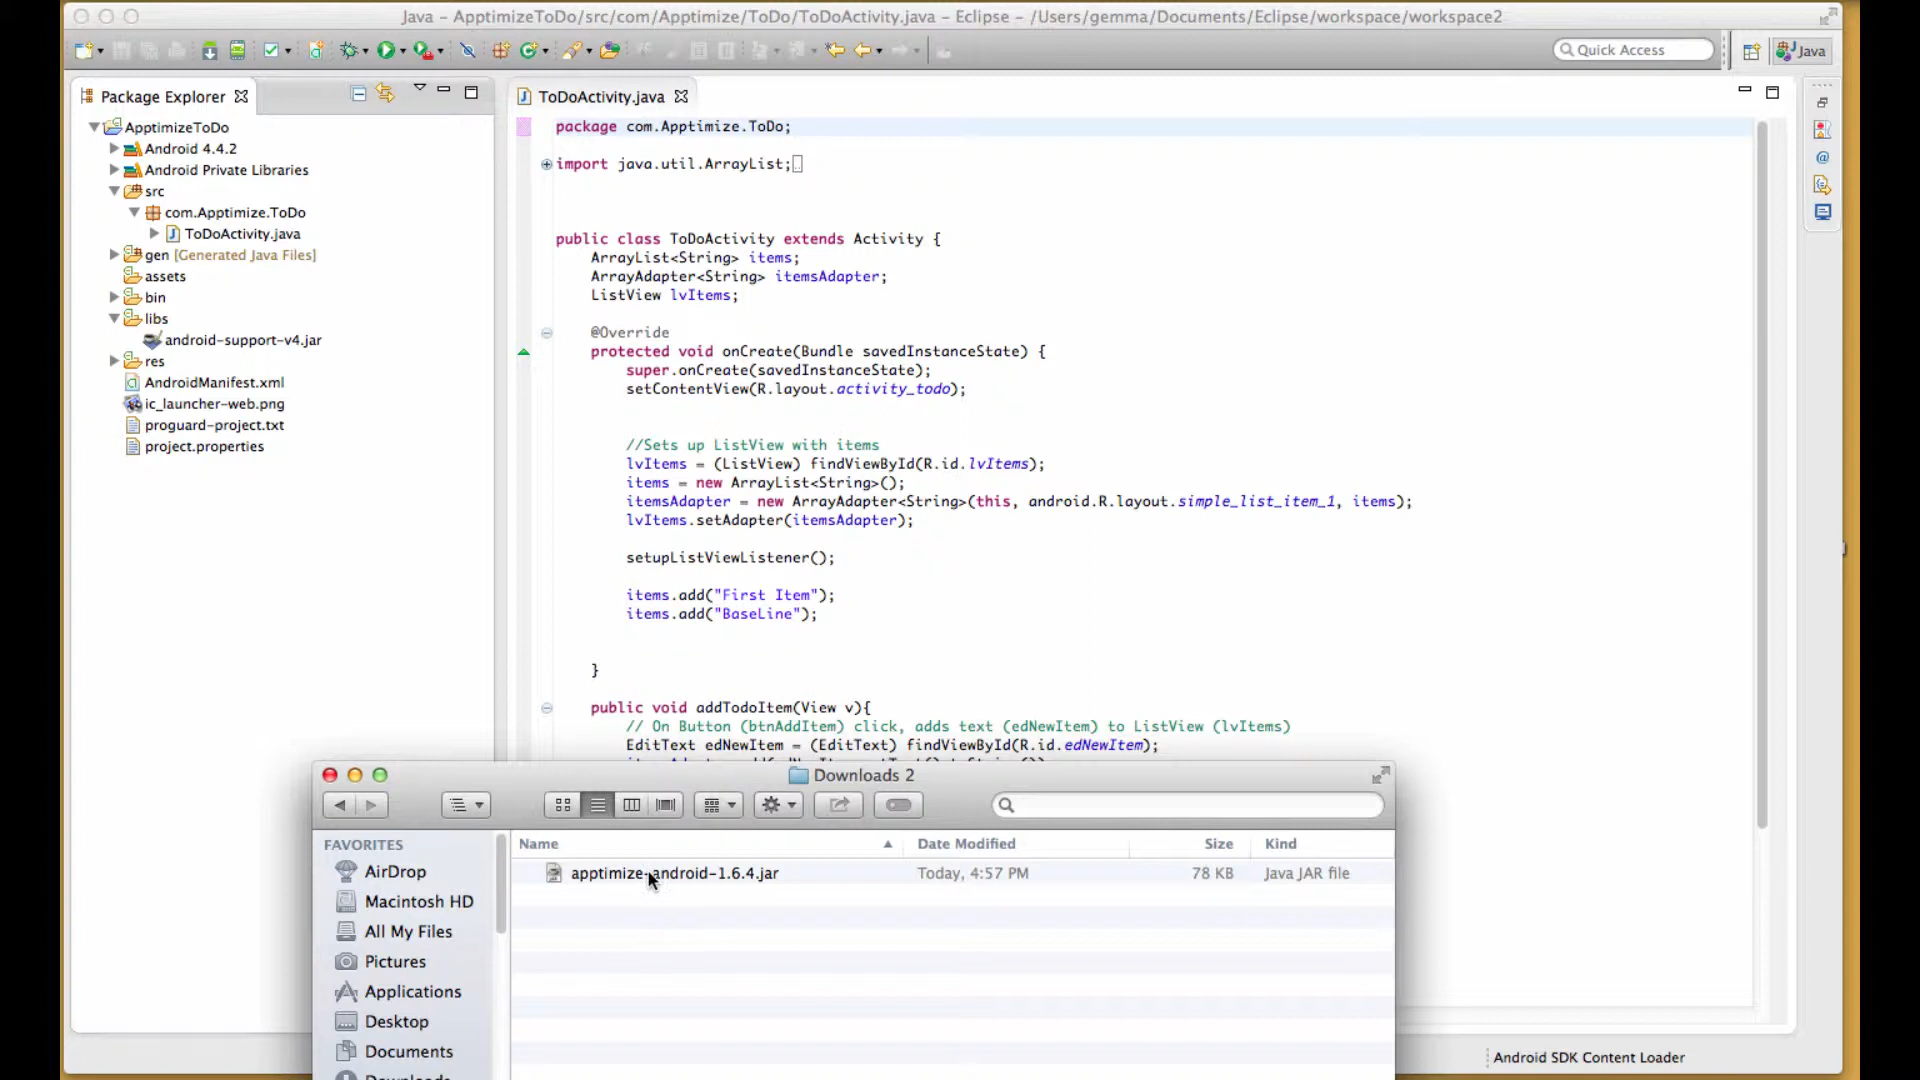 Java – ApptimizeToDo/src/com/Apptimize/ToDo/ToDoActivity.java – Eclipse – /Users/gemma/Documents/Eclipse/workspace/workspace2
Quick Access
Java
Package Explorer
ApptimizeToDo
Android 4.4.2
Android Private Libraries
src
com.Apptimize.ToDo
ToDoActivity.java
gen [Generated Java Files]
assets
bin
libs
android-support-v4.jar
res
AndroidManifest.xml
ic_launcher-web.png
proguard-project.txt
project.properties
ToDoActivity.java
package com.Apptimize.ToDo;
import java.util.ArrayList;
public class ToDoActivity extends Activity {
ArrayList<String> items;
ArrayAdapter<String> itemsAdapter;
ListView lvItems;
@Override
protected void onCreate(Bundle savedInstanceState) {
super.onCreate(savedInstanceState);
setContentView(R.layout.activity_todo);
//Sets up ListView with items
lvItems = (ListView) findViewById(R.id.lvItems);
items = new ArrayList<String>();
itemsAdapter = new ArrayAdapter<String>(this, android.R.layout.simple_list_item_1, items);
lvItems.setAdapter(itemsAdapter);
setupListViewListener();
items.add("First Item");
items.add("BaseLine");
}
public void addTodoItem(View v){
// On Button (btnAddItem) click, adds text (edNewItem) to ListView (lvItems)
EditText edNewItem = (EditText) findViewById(R.id.edNewItem);
Downloads 2
FAVORITES
AirDrop
Macintosh HD
All My Files
Pictures
Applications
Desktop
Documents
Name
Date Modified
Size
Kind
apptimize-android-1.6.4.jar
Today, 4:57 PM
78 KB
Java JAR file
Android SDK Content Loader